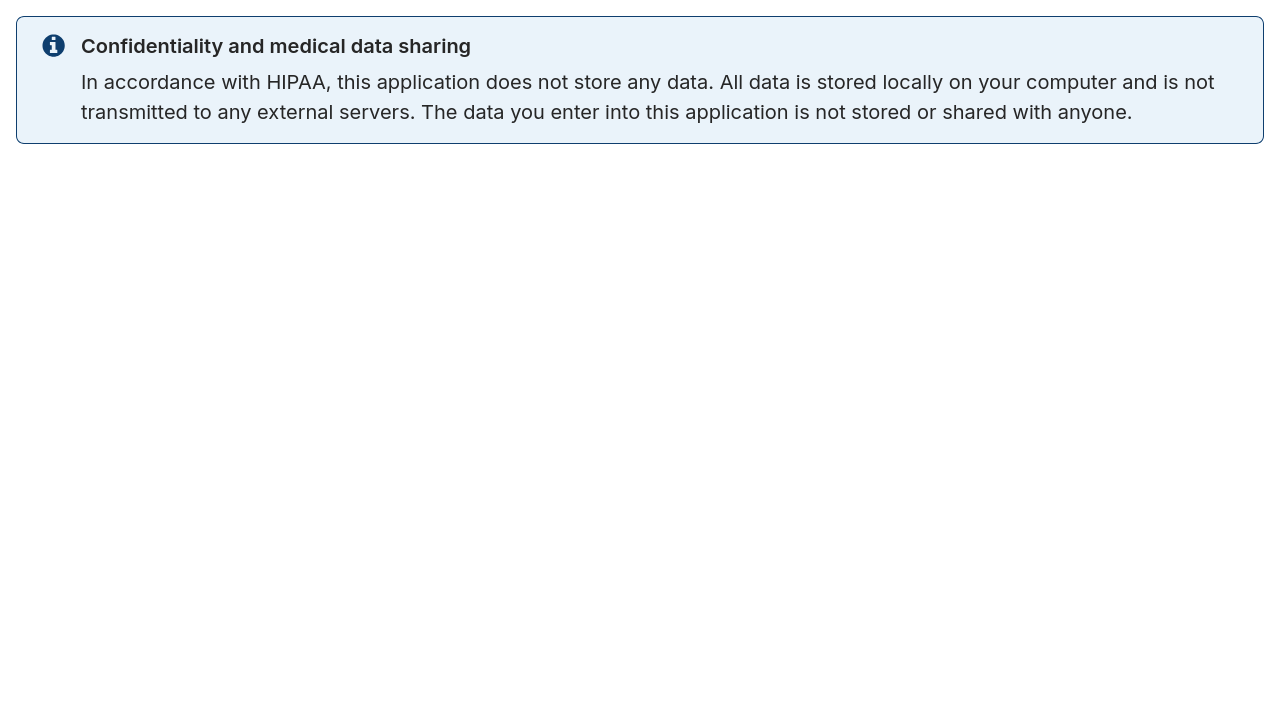 Confidentiality and medical data sharing
In accordance with HIPAA, this application does not store any data. All data is stored locally on your computer and is not
transmitted to any external servers. The data you enter into this application is not stored or shared with anyone.